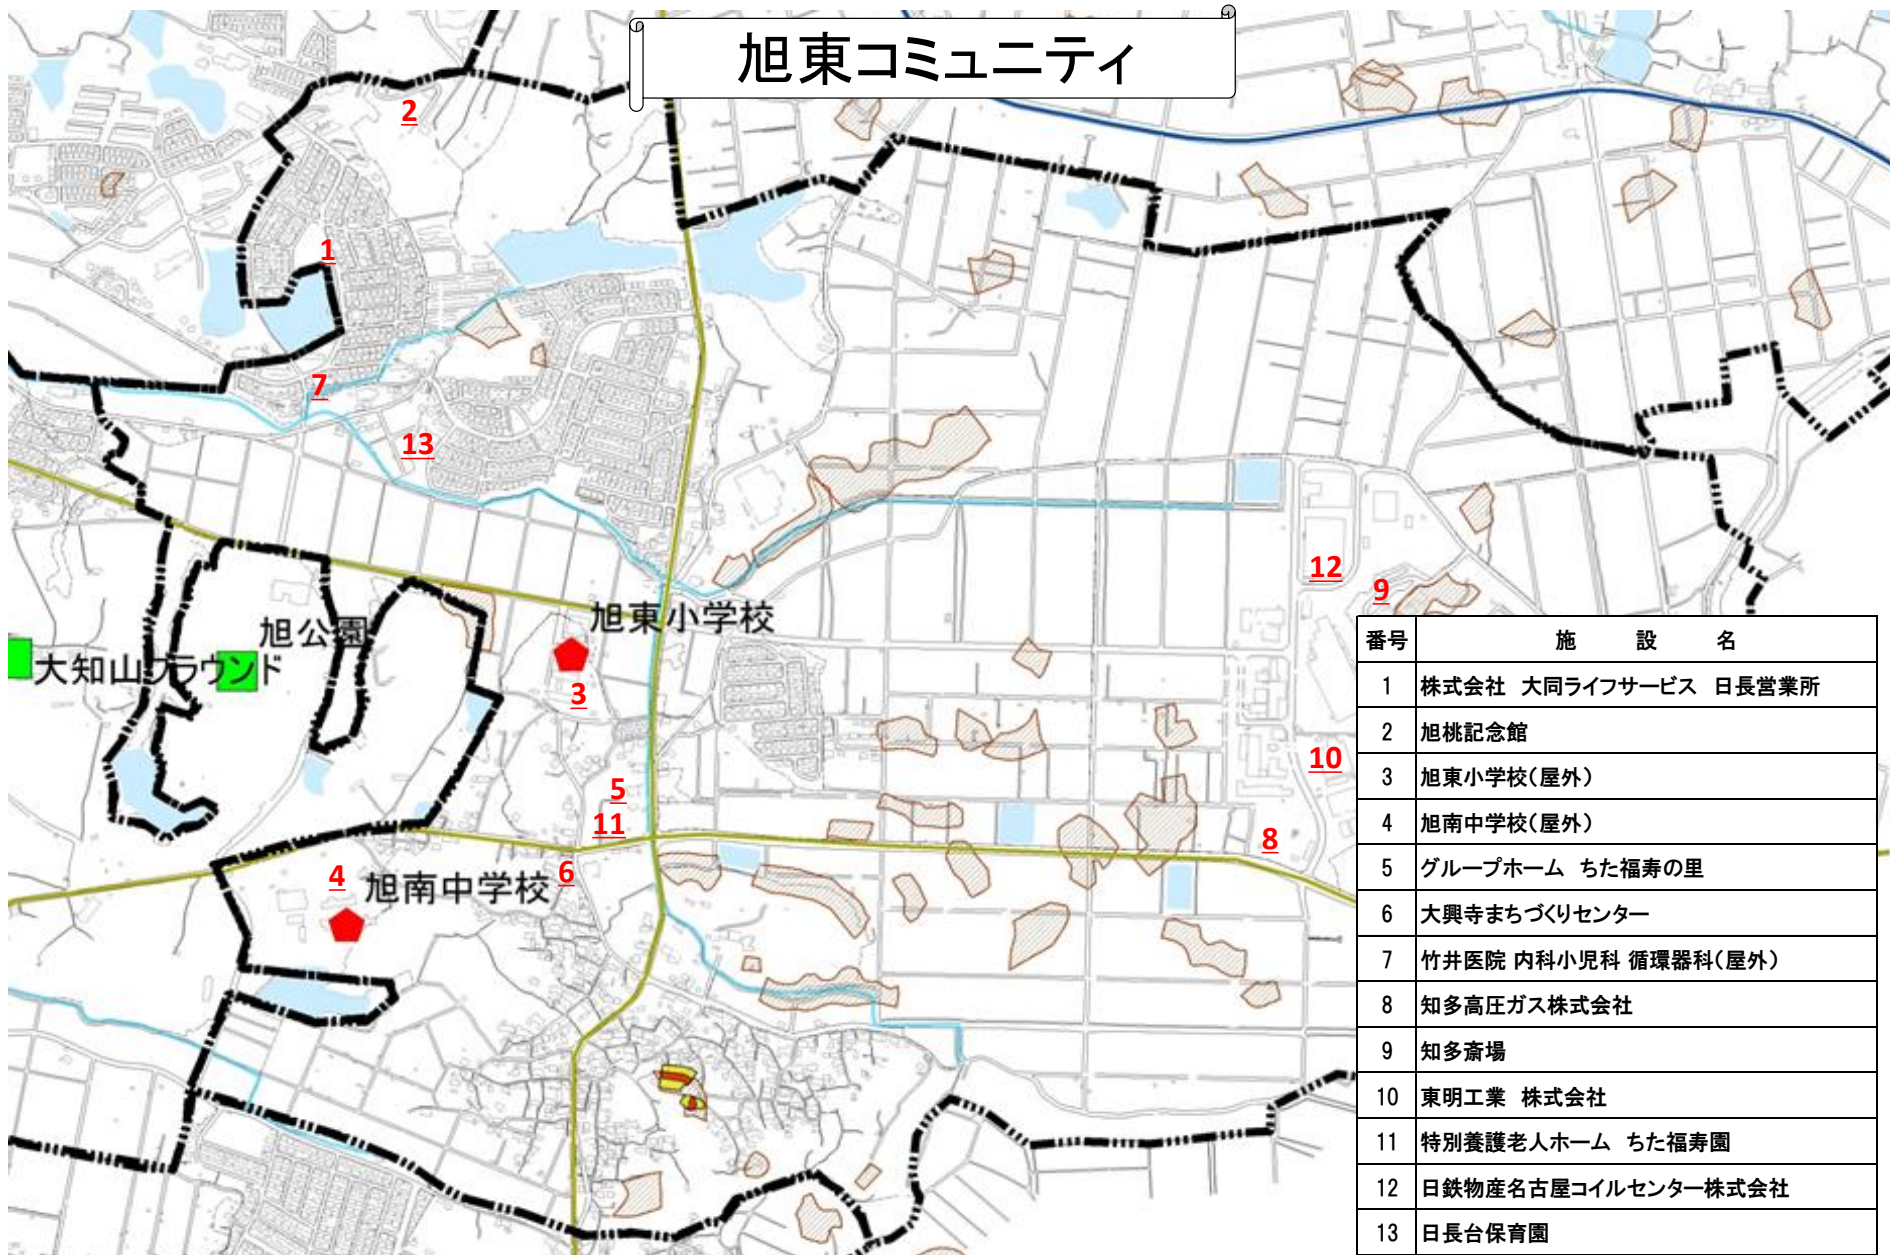 旭東コミュニティ
2
1
7
13
12
9
旭東小学校
旭公園
大知山グラウンド
3
10
5
11
8
6
4
旭南中学校
番号 施 設 名
1 株式会社 大同ライフサービス 日長営業所
2 旭桃記念館
3 旭東小学校(屋外)
4 旭南中学校(屋外)
5 グループホーム ちた福寿の里
6 大興寺まちづくりセンター
7 竹井医院 内科小児科 循環器科(屋外)
8 知多高圧ガス株式会社
9 知多斎場
10 東明工業 株式会社
11 特別養護老人ホーム ちた福寿園
12 日鉄物産名古屋コイルセンター株式会社
13 日長台保育園